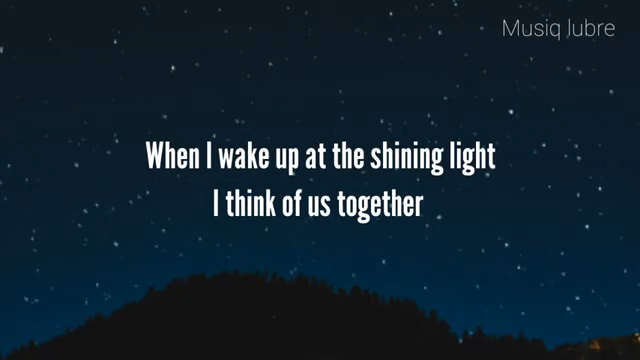 Musiq lubre
When I wake up at the shining light
I think of us together